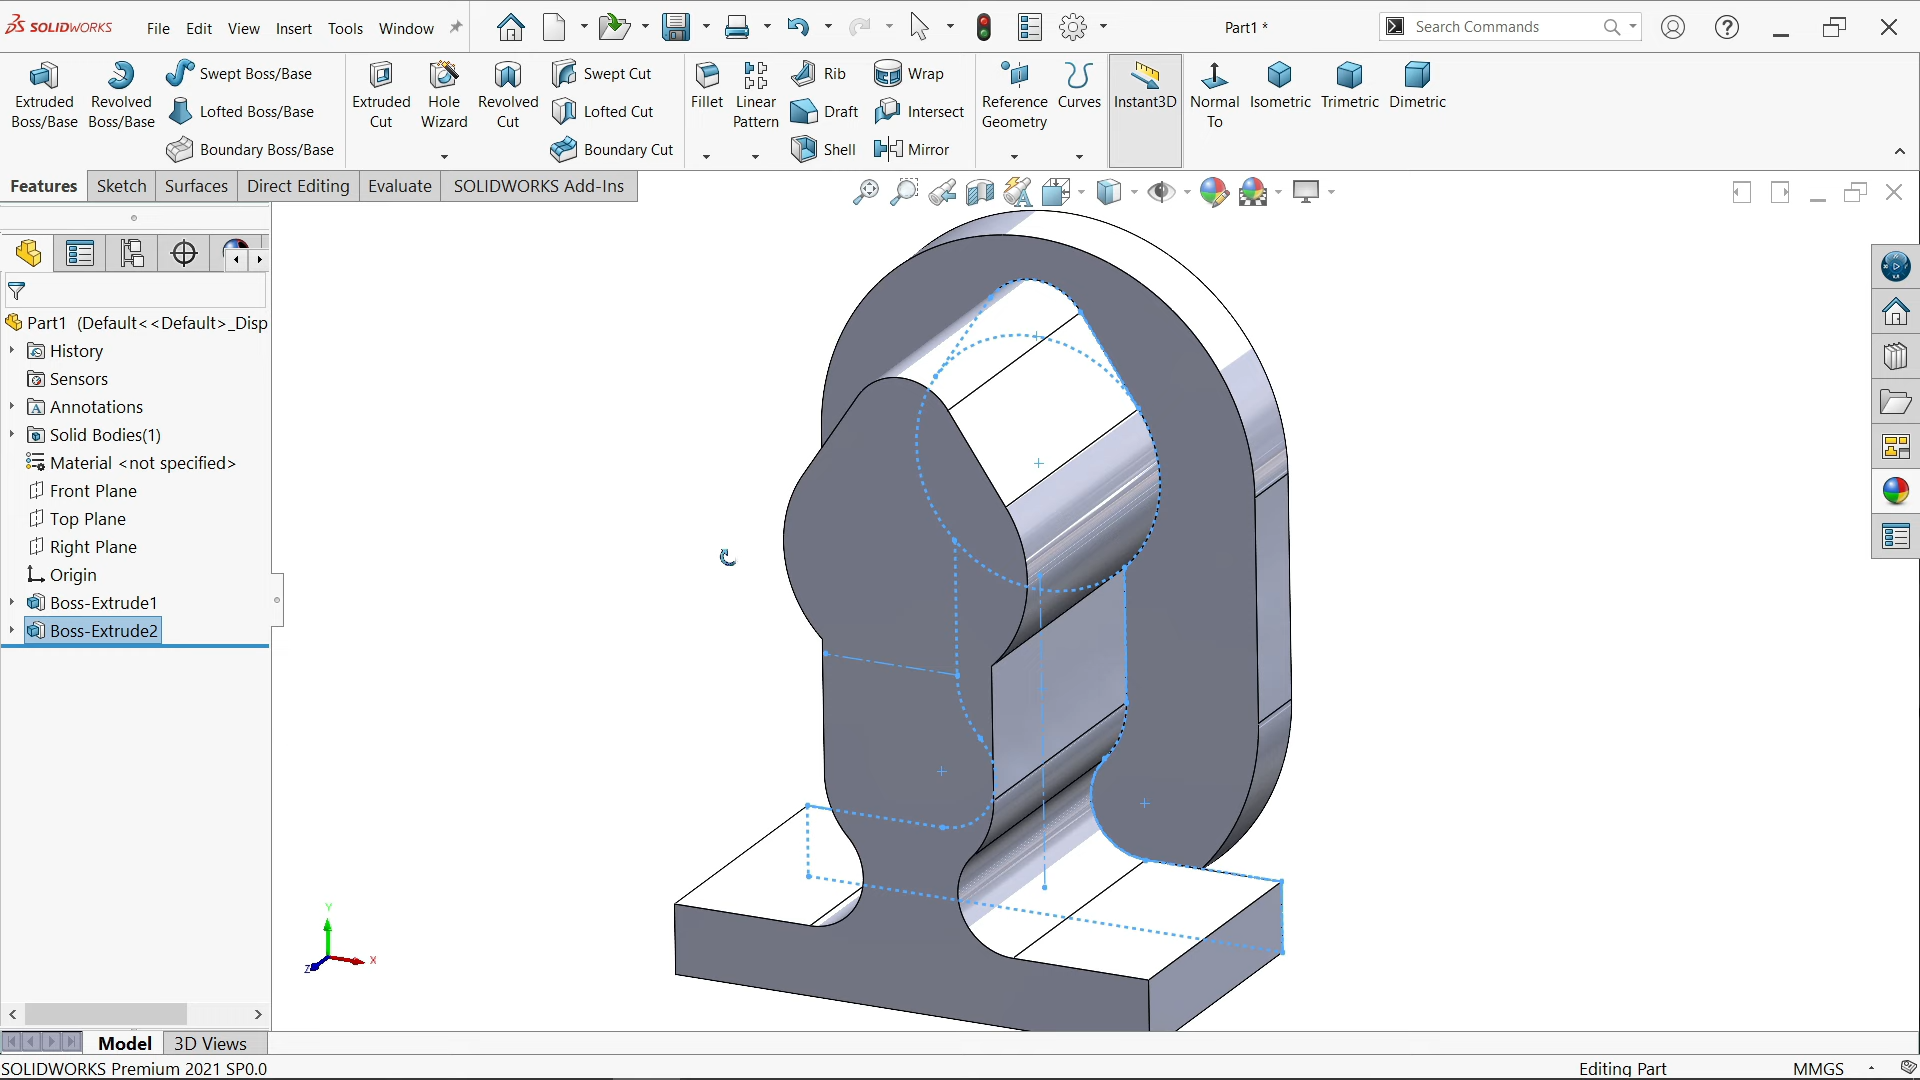 SOLIDWORKS File Edit View Insert Tools Window Part1 * Search Commands
Extruded Boss/Base
Revolved Boss/Base
Swept Boss/Base
Lofted Boss/Base
Boundary Boss/Base
Extruded Cut
Hole Wizard
Revolved Cut
Swept Cut
Lofted Cut
Boundary Cut
Fillet
Linear Pattern
Rib
Draft
Shell
Wrap
Intersect
Mirror
Reference Geometry
Curves
Instant3D
Normal To
Isometric
Trimetric
Dimetric
Features Sketch Surfaces Direct Editing Evaluate SOLIDWORKS Add-Ins
Part1 (Default<<Default>_Disp
History
Sensors
Annotations
Solid Bodies(1)
Material <not specified>
Front Plane
Top Plane
Right Plane
Origin
Boss-Extrude1
Boss-Extrude2
Y
X
Z
Model 3D Views
SOLIDWORKS Premium 2021 SP0.0 Editing Part MMGS